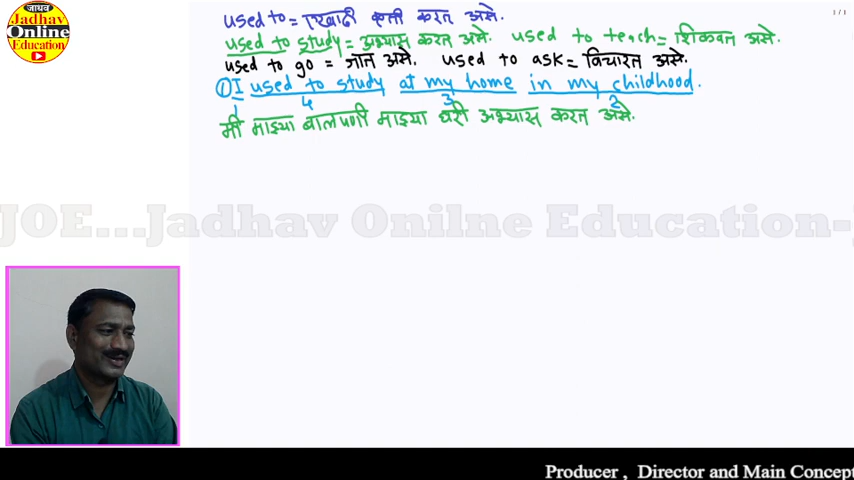 जाधव
Jadhav
Online
Education
used to = एखादी कृती करत असे.
used to study = अभ्यास करत असे. used to teach = शिकवत असे.
used to go = जात असे. used to ask = विचारत असे.
① I used to study at my home in my childhood.
1 4 3 2
मी माझ्या बालपणी माझ्या घरी अभ्यास करत असे.
1 / 1
JOE...Jadhav Onilne Education-
Producer , Director and Main Concept